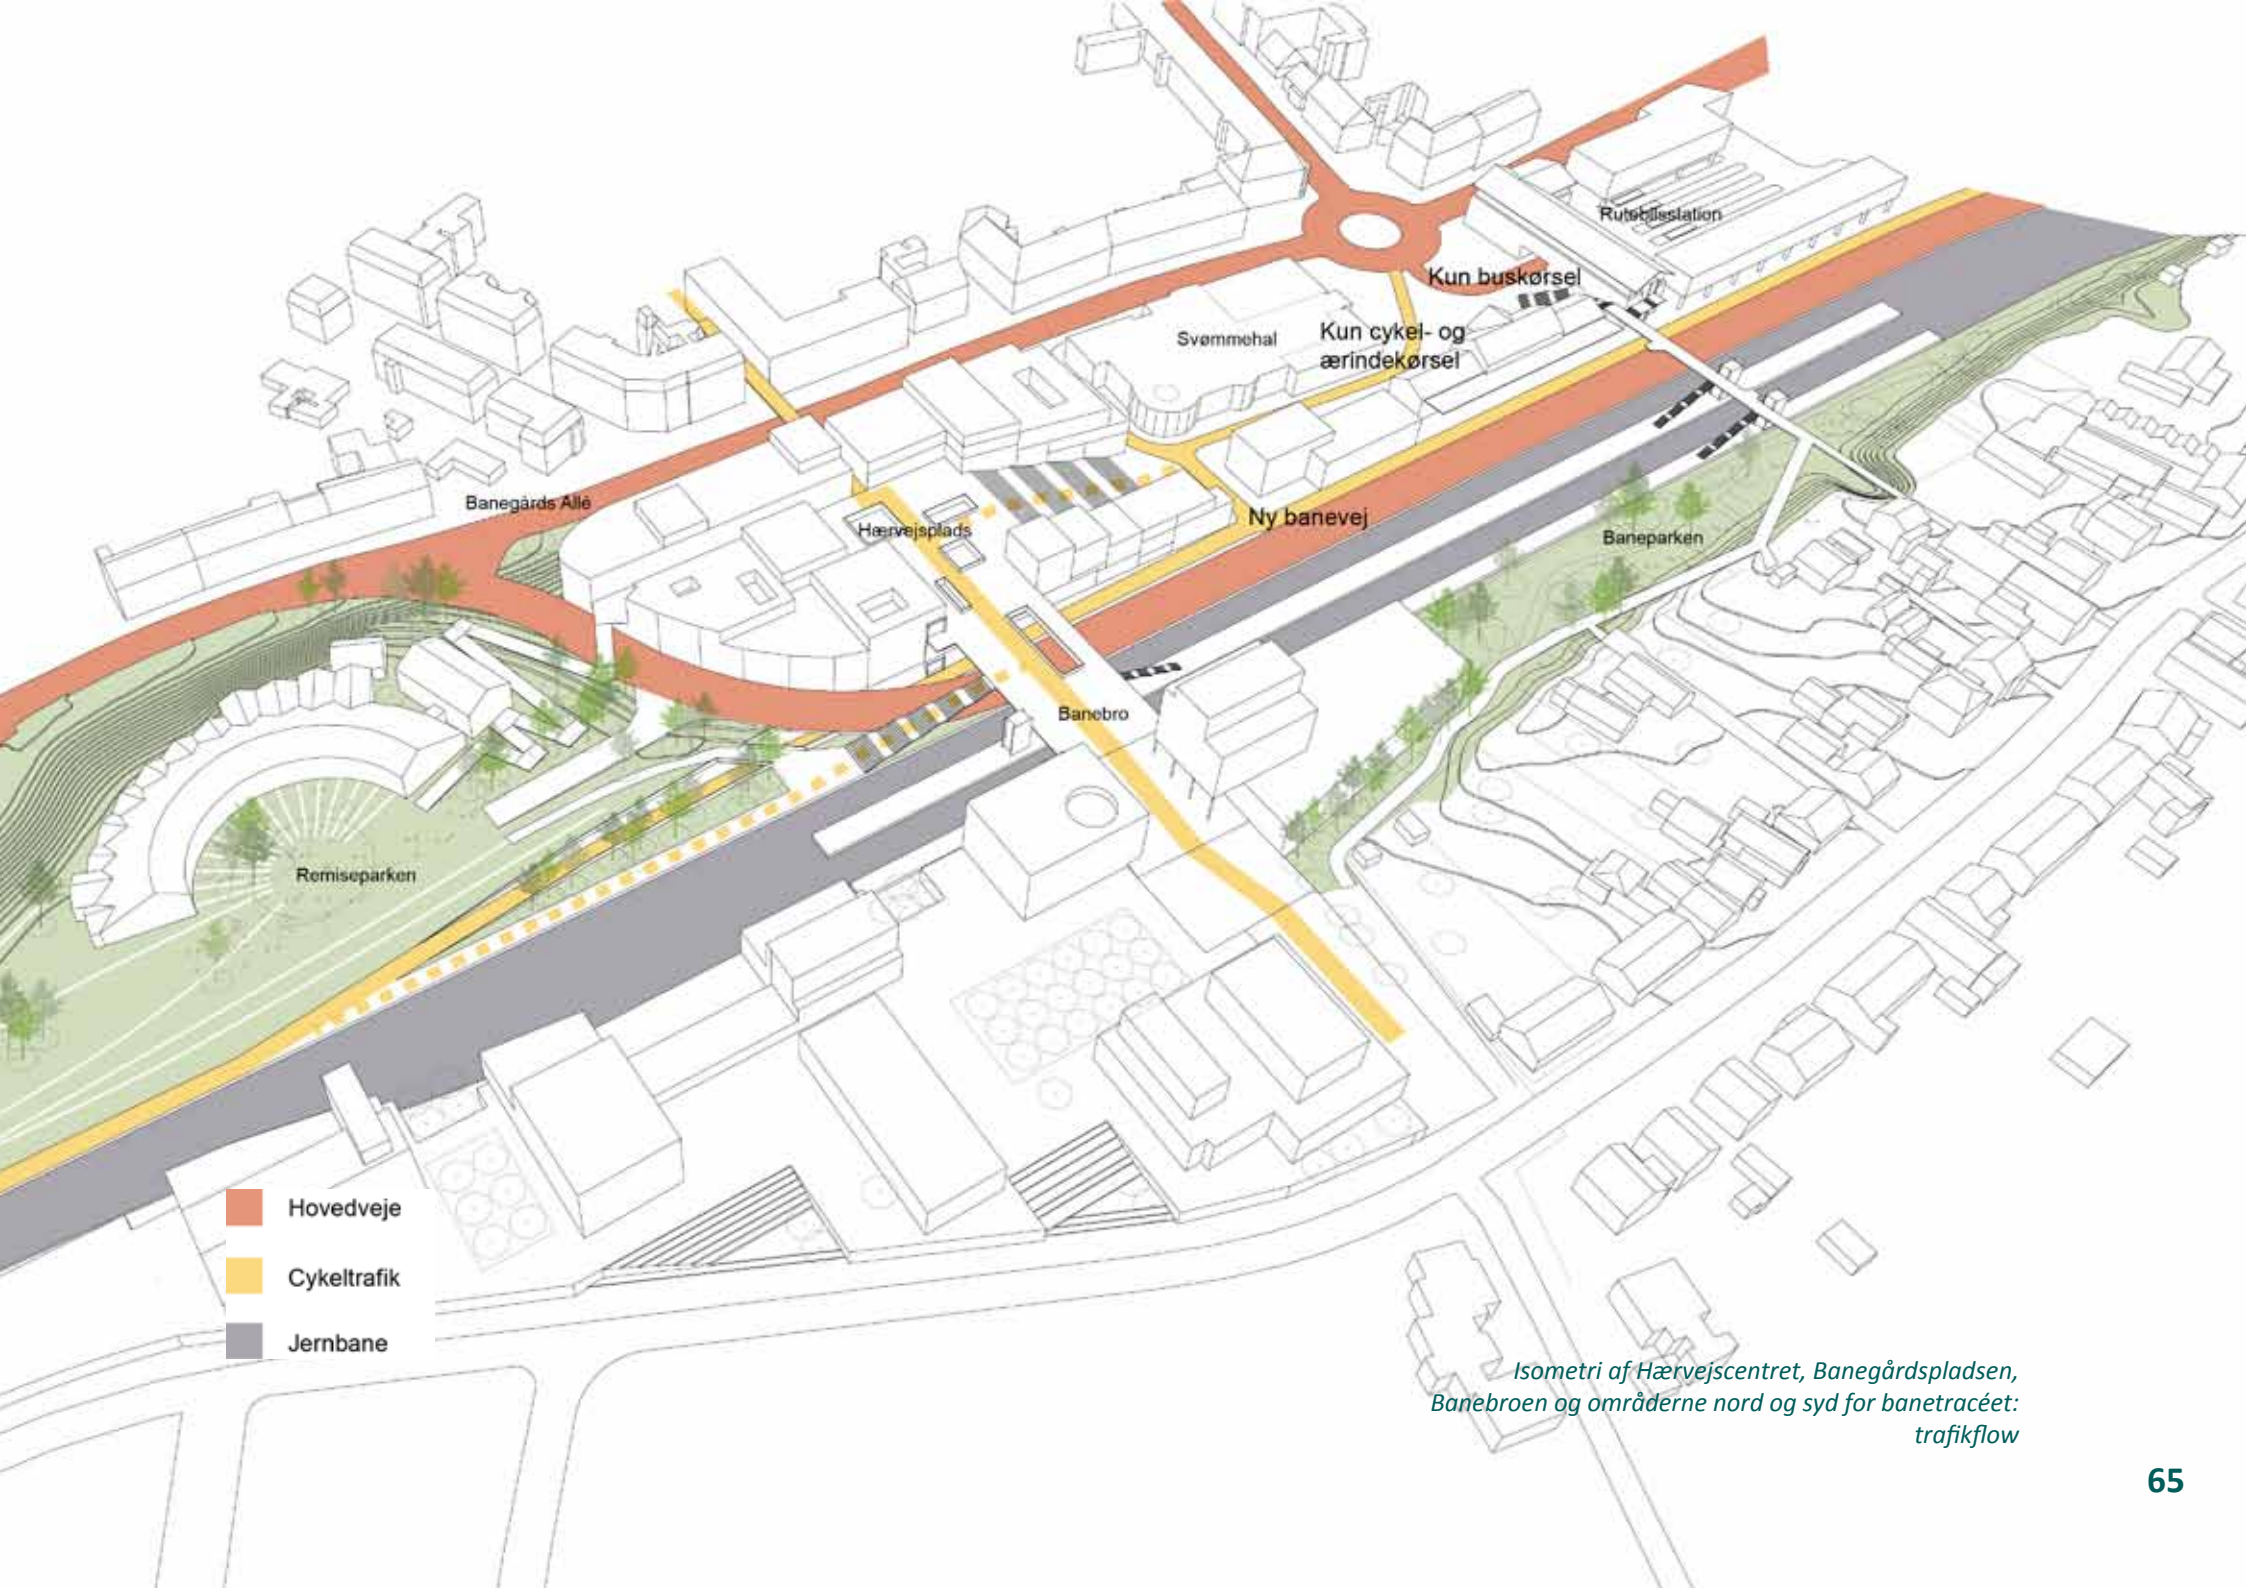 Rutebilsstation
Kun buskørsel
Svømmehal
Kun cykel- og
ærindekørsel
Banegårds Allé
Hærvejsplads
Ny banevej
Baneparken
Banebro
Remiseparken
Hovedveje
Cykeltrafik
Jernbane
Isometri af Hærvejscentret, Banegårdspladsen,
Banebroen og områderne nord og syd for banetracéet:
trafikflow
65